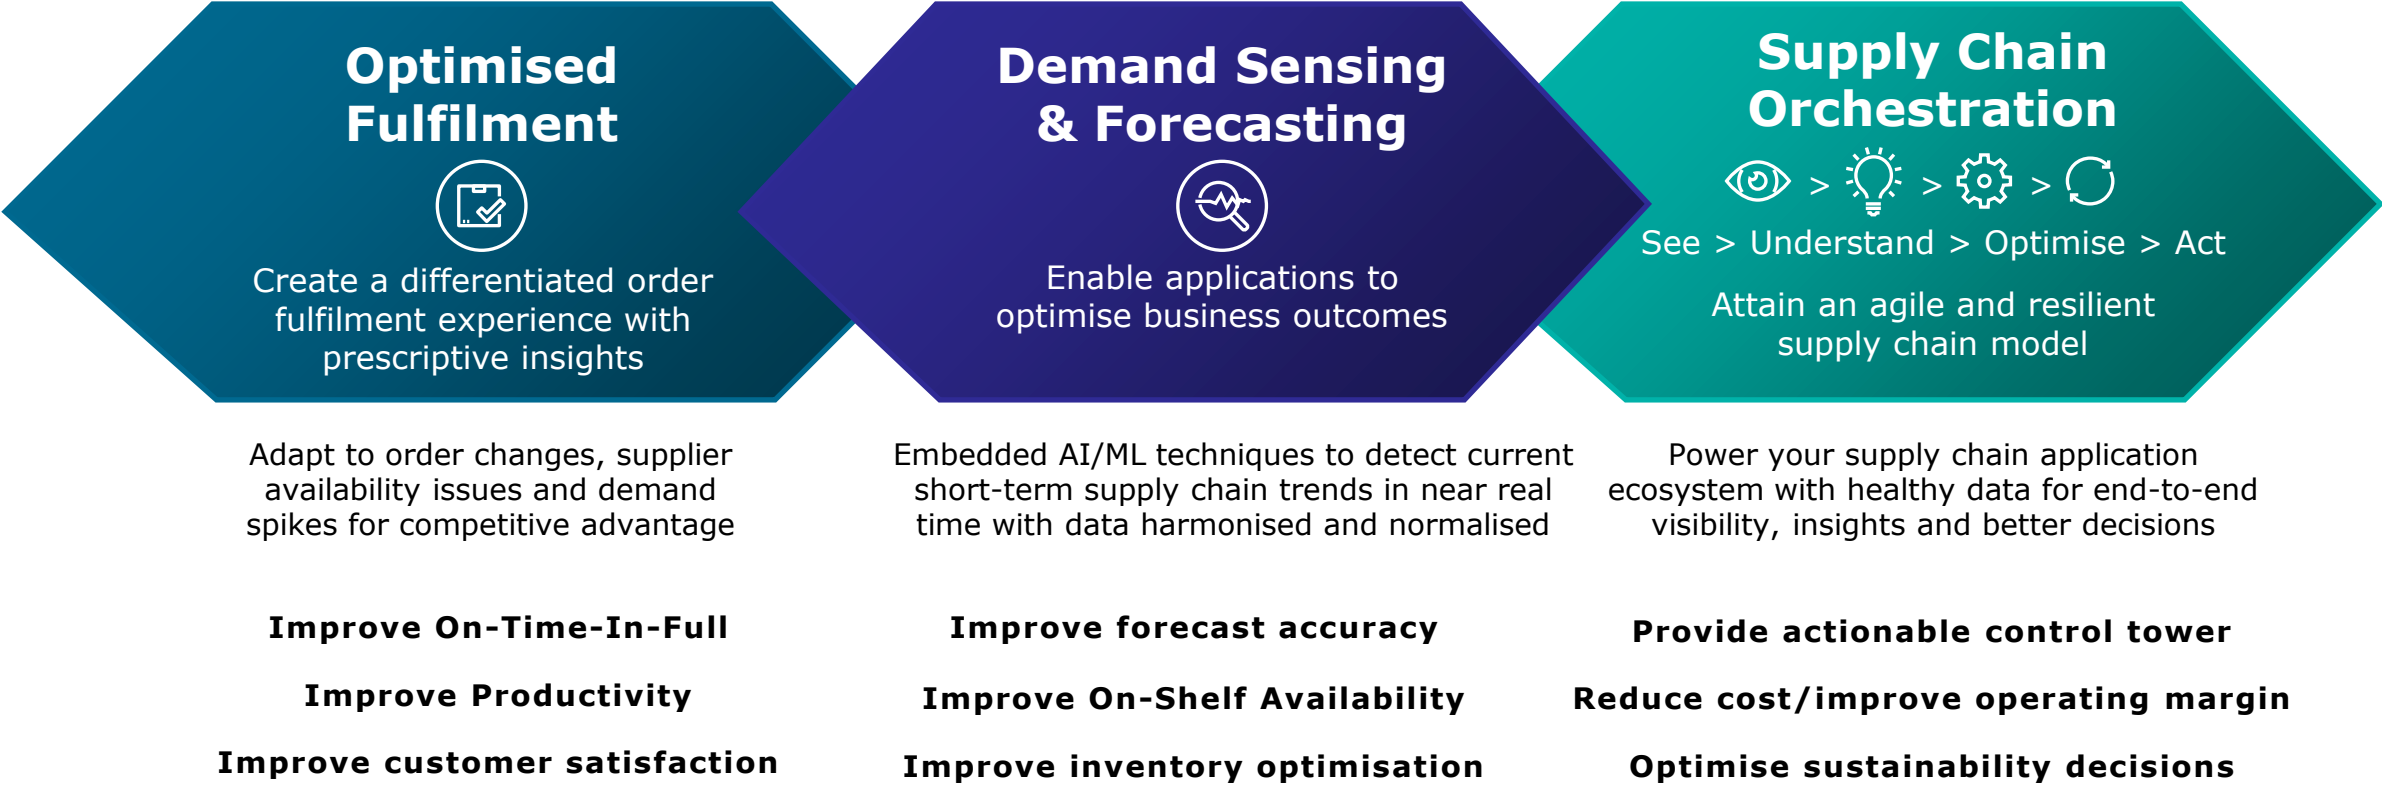 Optimised
Fulfilment
Create a differentiated order
fulfilment experience with
prescriptive insights
Adapt to order changes, supplier
availability issues and demand
spikes for competitive advantage
Improve On-Time-In-Full
Improve Productivity
Improve customer satisfaction
Demand Sensing
& Forecasting
Enable applications to
optimise business outcomes
Embedded AI/ML techniques to detect current
short-term supply chain trends in near real
time with data harmonised and normalised
Improve forecast accuracy
Improve On-Shelf Availability
Improve inventory optimisation
Supply Chain
Orchestration
> > >
See > Understand > Optimise > Act
Attain an agile and resilient
supply chain model
Power your supply chain application
ecosystem with healthy data for end-to-end
visibility, insights and better decisions
Provide actionable control tower
Reduce cost/improve operating margin
Optimise sustainability decisions